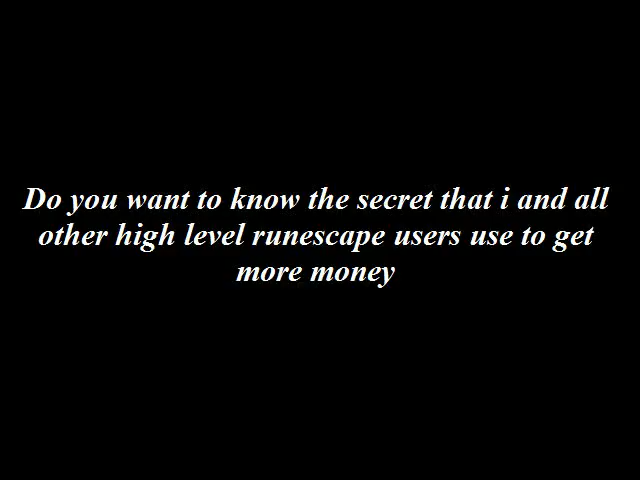 Do you want to know the secret that i and all
other high level runescape users use to get
more money